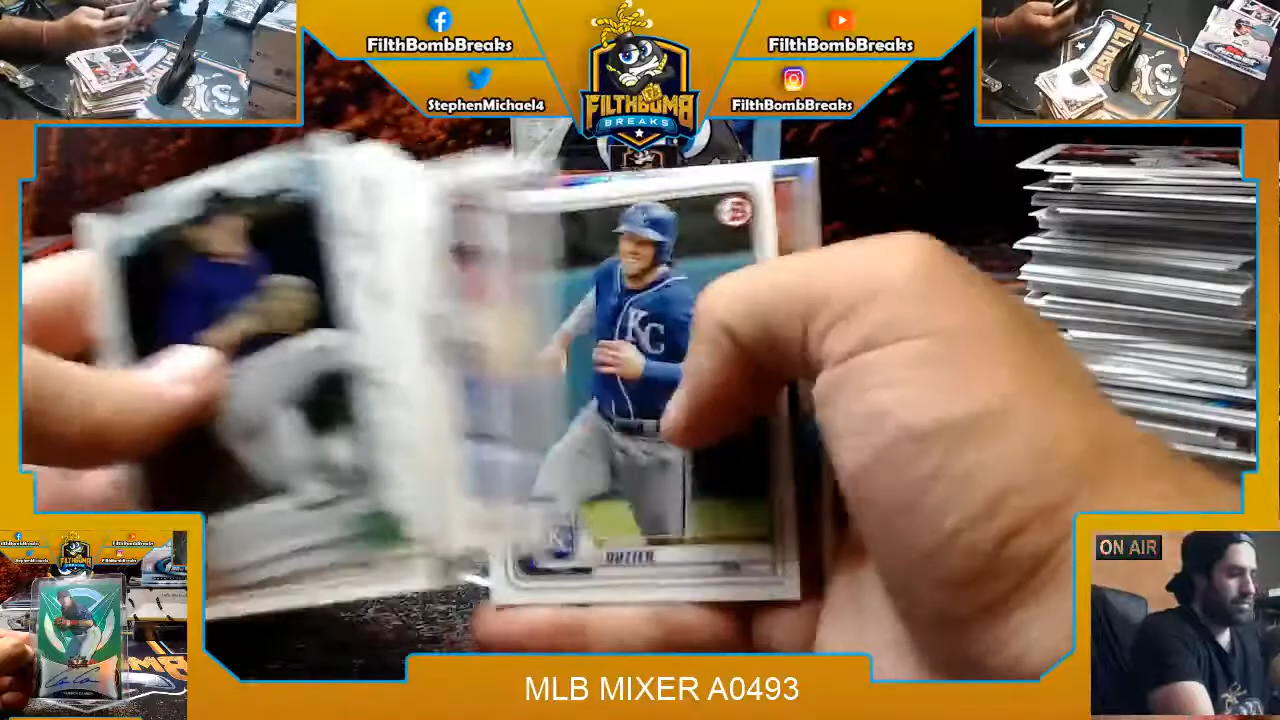 FilthBombBreaks
FilthBombBreaks
StephenMichael4
FilthBombBreaks
FILTHBOMB
BREAKS
KC
DOZIER
ON AIR
MLB MIXER A0493